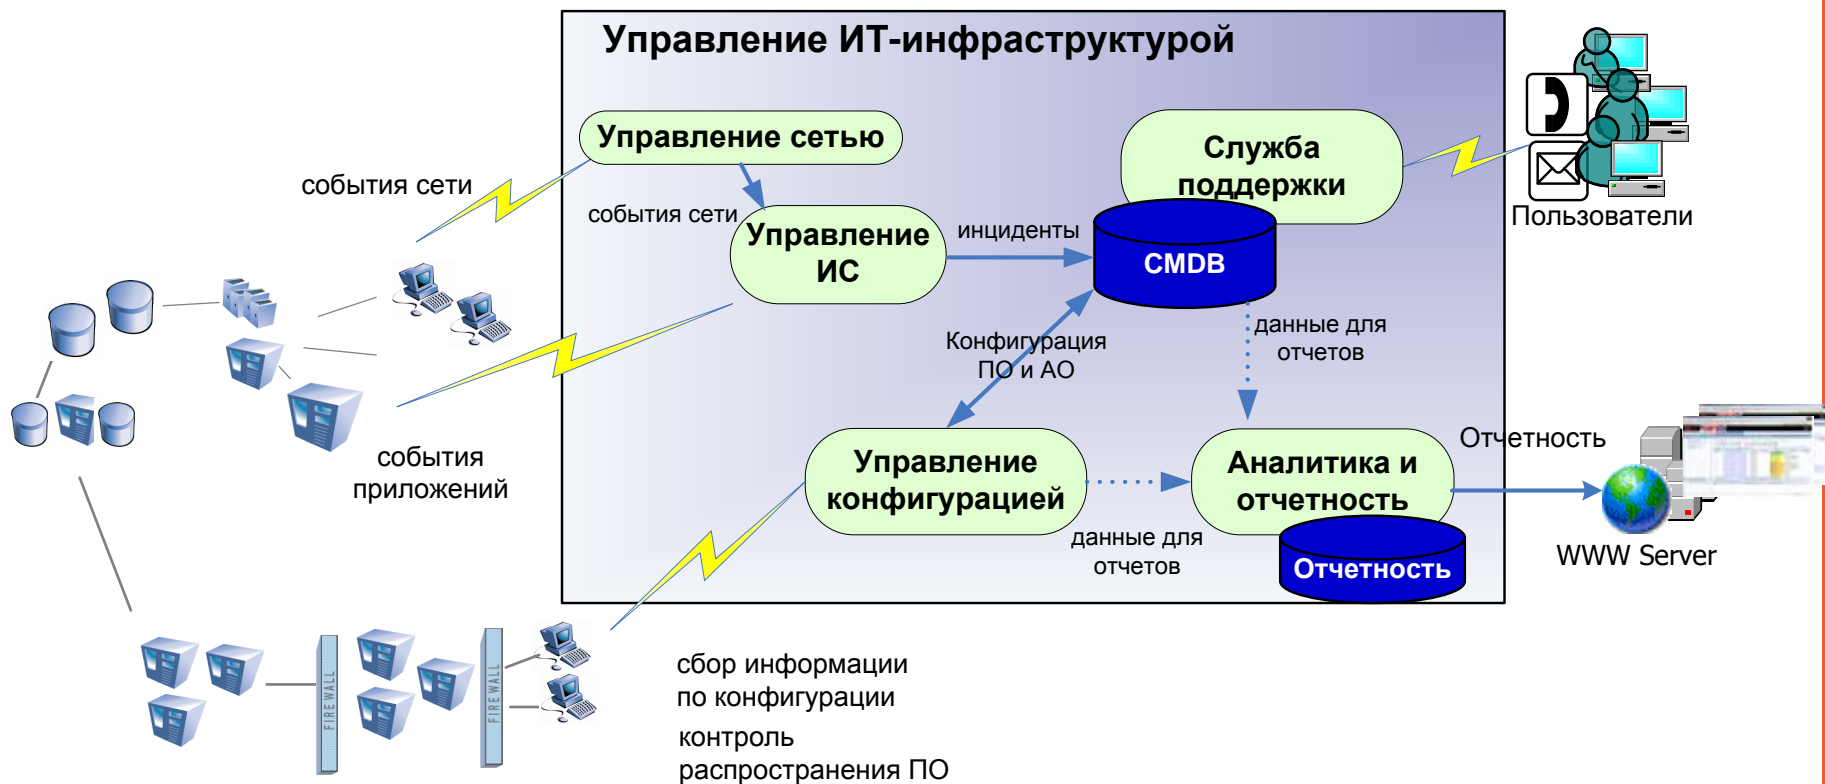 Управление ИТ-инфраструктурой
Управление сетью
Служба
поддержки
события сети
события сети
Управление
ИС
инциденты
CMDB
Пользователи
данные для
отчетов
Конфигурация
ПО и АО
события
приложений
Управление
конфигурацией
Аналитика и
отчетность
Отчетность
данные для
отчетов
Отчетность
WWW Server
FIREWALL
FIREWALL
сбор информации
по конфигурации
контроль
распространения ПО